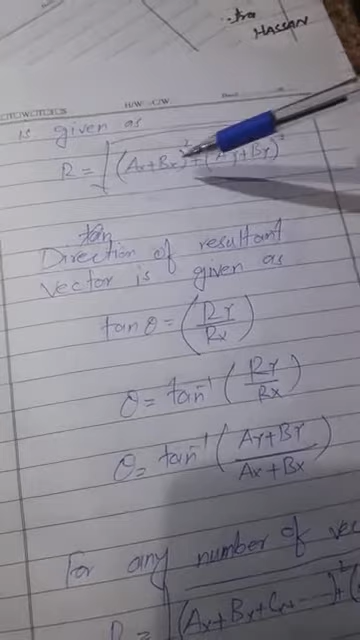 HASSAN
H/W C/W.
is given as
R = √(Ax+Bx)²+(Ay+By)²
tan
Direction of resultant
vector is given as
tan θ = (Ry/Rx)
θ = tan⁻¹ (Ry/Rx)
θ = tan⁻¹ (Ay+By/Ax+Bx)
For any number of vec
R = √(Ax+Bx+Cx+---)²+(